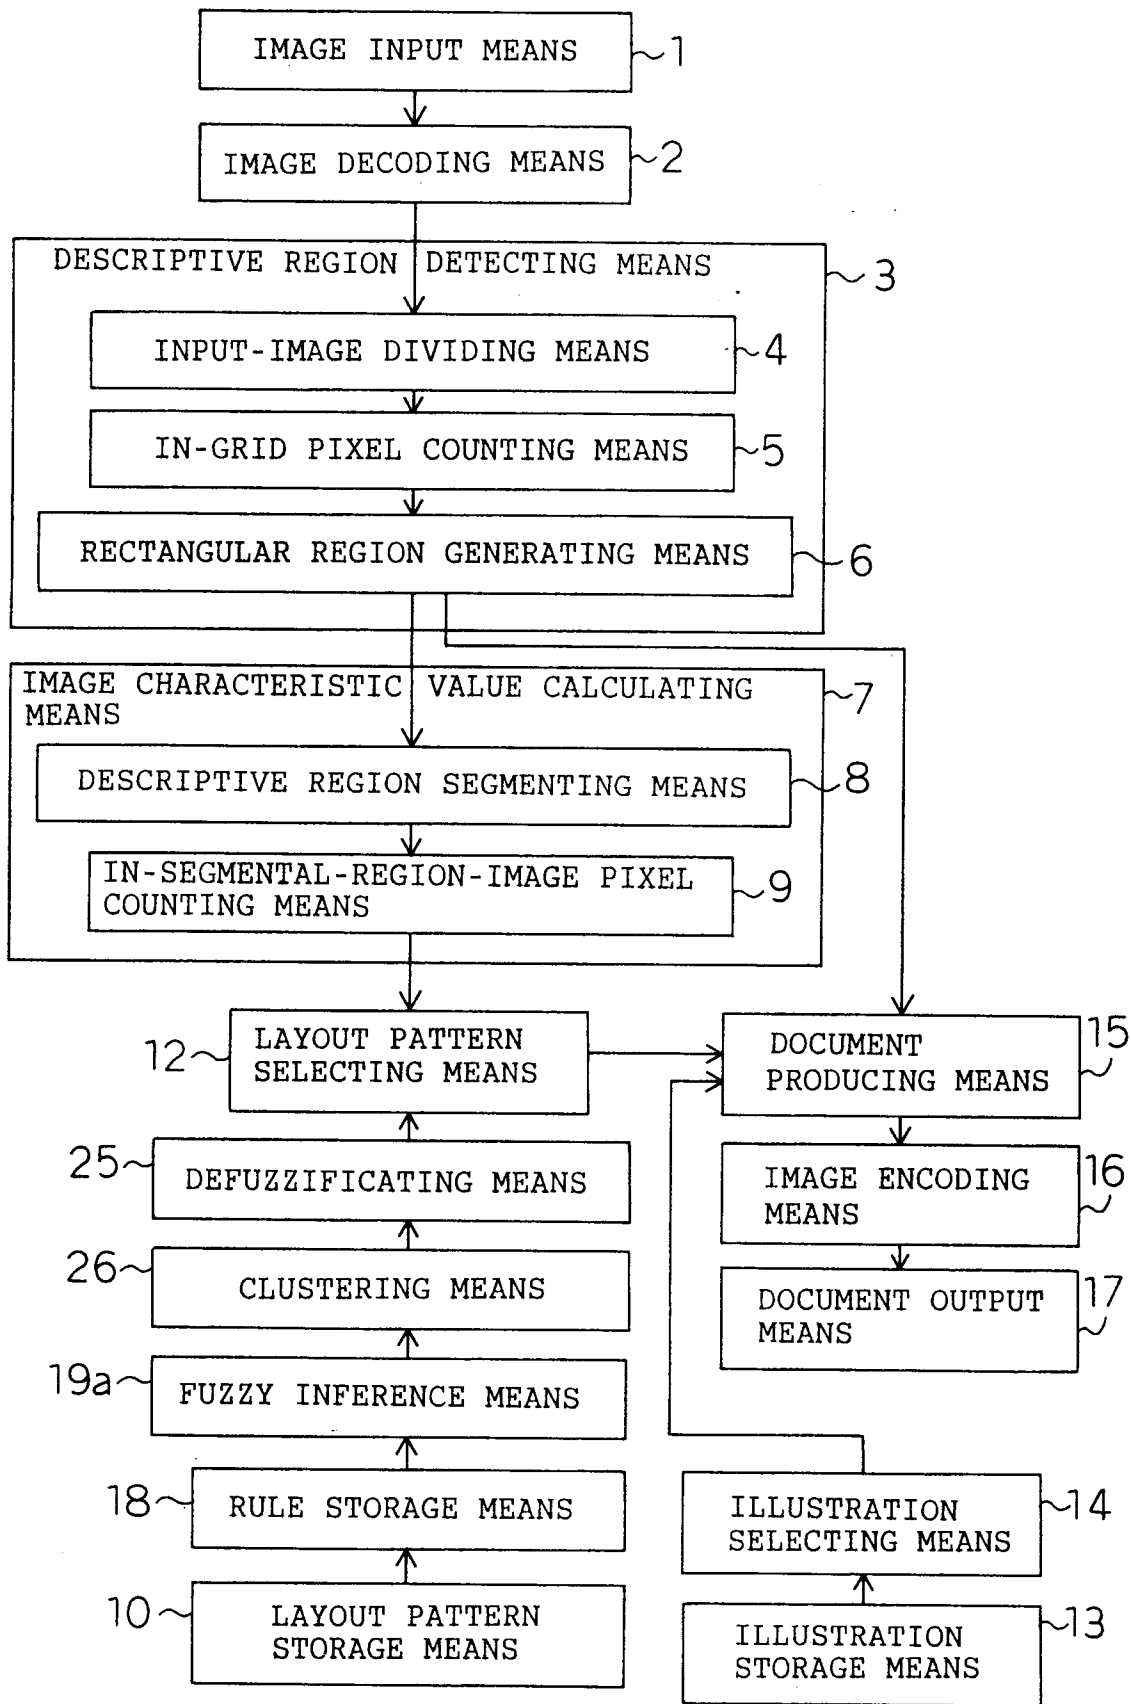 IMAGE INPUT MEANS
1
IMAGE DECODING MEANS
2
DESCRIPTIVE REGION DETECTING MEANS
3
INPUT-IMAGE DIVIDING MEANS
4
IN-GRID PIXEL COUNTING MEANS
5
RECTANGULAR REGION GENERATING MEANS
6
IMAGE CHARACTERISTIC VALUE CALCULATING
MEANS
7
DESCRIPTIVE REGION SEGMENTING MEANS
8
IN-SEGMENTAL-REGION-IMAGE PIXEL
COUNTING MEANS
9
12
LAYOUT PATTERN
SELECTING MEANS
DOCUMENT
PRODUCING MEANS
15
25
DEFUZZIFICATING MEANS
IMAGE ENCODING
MEANS
16
26
CLUSTERING MEANS
DOCUMENT OUTPUT
MEANS
17
19a
FUZZY INFERENCE MEANS
18
RULE STORAGE MEANS
ILLUSTRATION
SELECTING MEANS
14
10
LAYOUT PATTERN
STORAGE MEANS
ILLUSTRATION
STORAGE MEANS
13